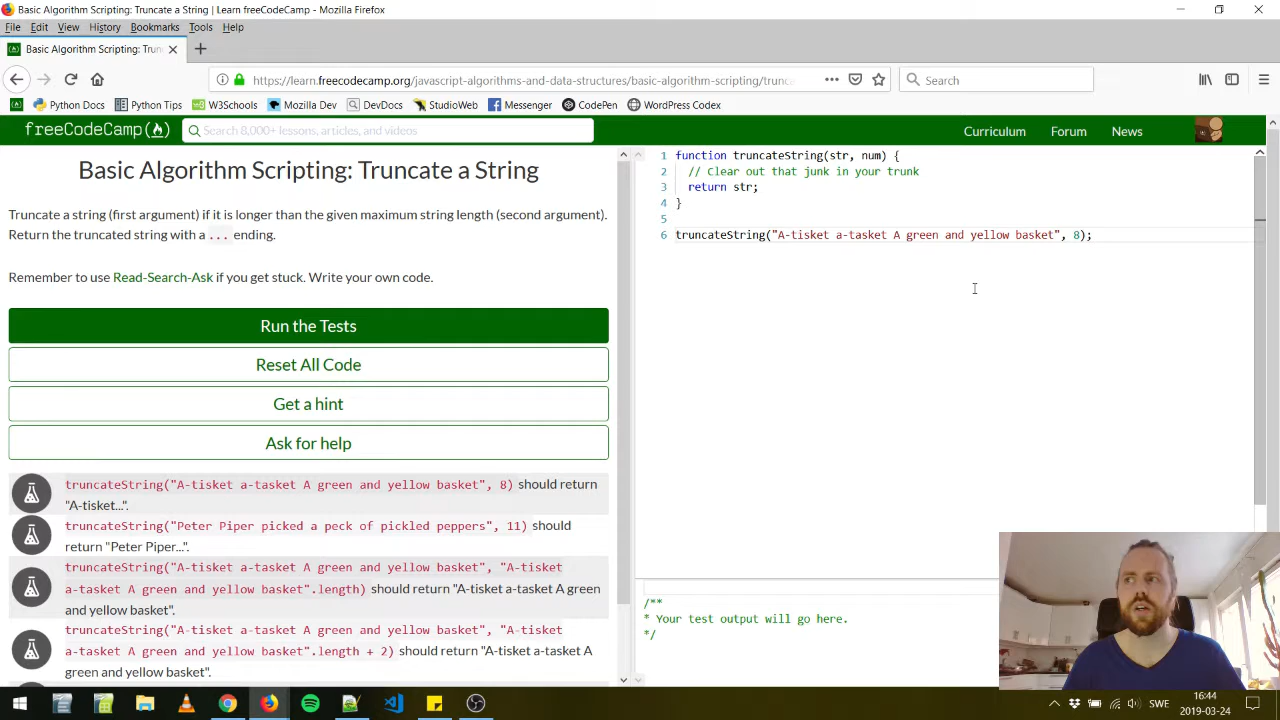 Basic Algorithm Scripting: Truncate a String | Learn freeCodeCamp - Mozilla Firefox
File Edit View History Bookmarks Tools Help
Basic Algorithm Scripting: Trun
https://learn.freecodecamp.org/javascript-algorithms-and-data-structures/basic-algorithm-scripting/trunca
Search
Python Docs Python Tips W3Schools Mozilla Dev DevDocs StudioWeb Messenger CodePen WordPress Codex
freeCodeCamp Search 8,000+ lessons, articles, and videos Curriculum Forum News
Basic Algorithm Scripting: Truncate a String
Truncate a string (first argument) if it is longer than the given maximum string length (second argument).
Return the truncated string with a ... ending.
Remember to use Read-Search-Ask if you get stuck. Write your own code.
Run the Tests
Reset All Code
Get a hint
Ask for help
truncateString("A-tisket a-tasket A green and yellow basket", 8) should return
"A-tisket...".
truncateString("Peter Piper picked a peck of pickled peppers", 11) should
return "Peter Piper...".
truncateString("A-tisket a-tasket A green and yellow basket", "A-tisket
a-tasket A green and yellow basket".length) should return "A-tisket a-tasket A green
and yellow basket".
truncateString("A-tisket a-tasket A green and yellow basket", "A-tisket
a-tasket A green and yellow basket".length + 2) should return "A-tisket a-tasket A
green and yellow basket".
1 function truncateString(str, num) {
2 // Clear out that junk in your trunk
3 return str;
4 }
5
6 truncateString("A-tisket a-tasket A green and yellow basket", 8);
/**
* Your test output will go here.
*/
SWE
16:44
2019-03-24